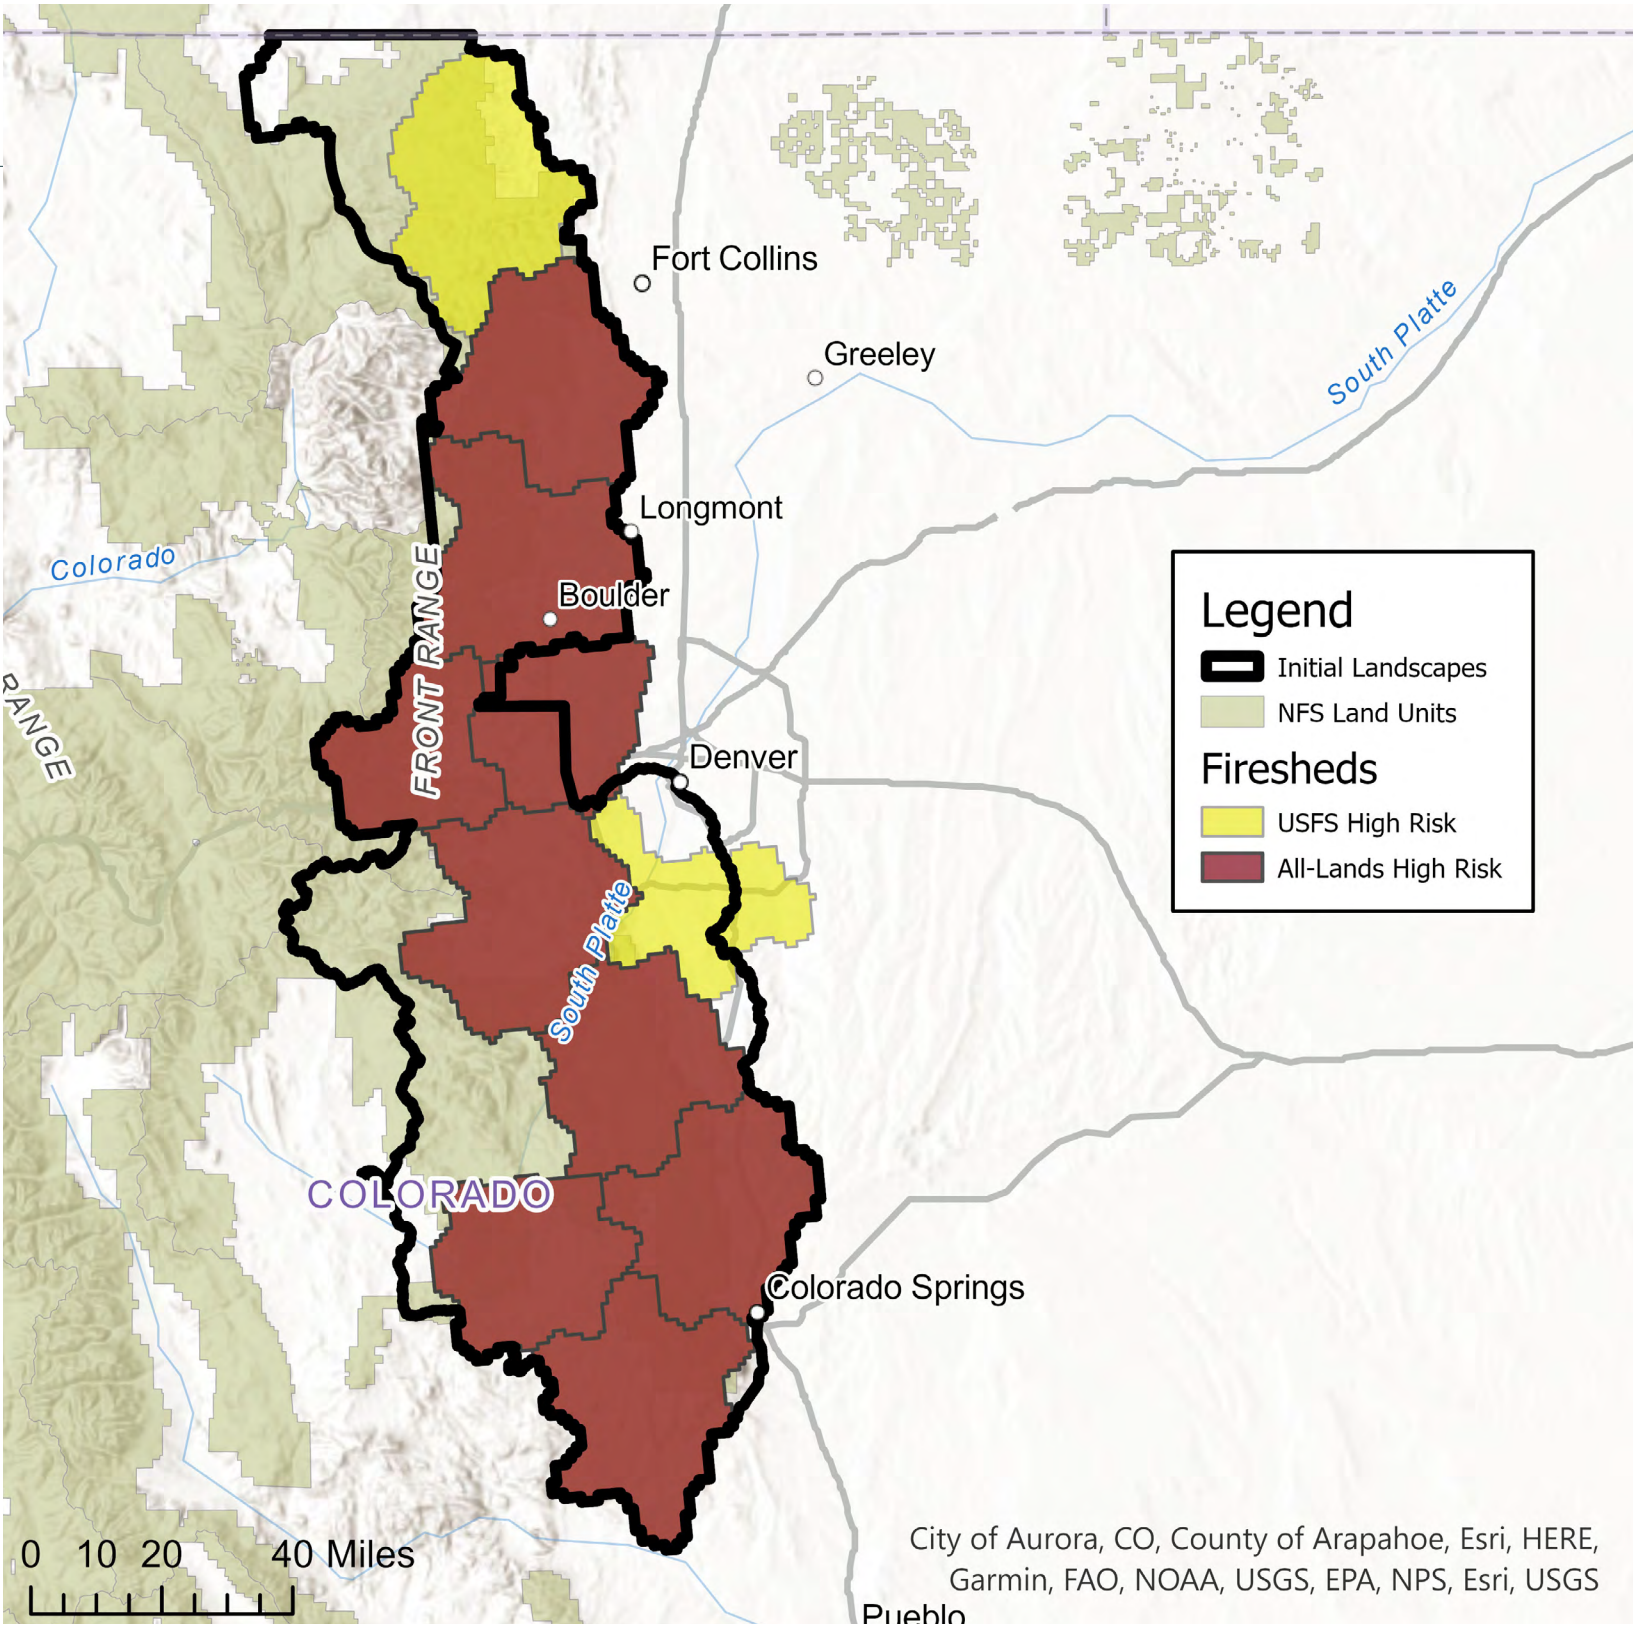 Fort Collins
Greeley
South Platte
Longmont
Colorado
Boulder
FRONT RANGE
RANGE
Denver
South Platte
COLORADO
Colorado Springs
Legend
Initial Landscapes
NFS Land Units
Firesheds
USFS High Risk
All-Lands High Risk
0 10 20 40 Miles
City of Aurora, CO, County of Arapahoe, Esri, HERE,
Garmin, FAO, NOAA, USGS, EPA, NPS, Esri, USGS
Pueblo